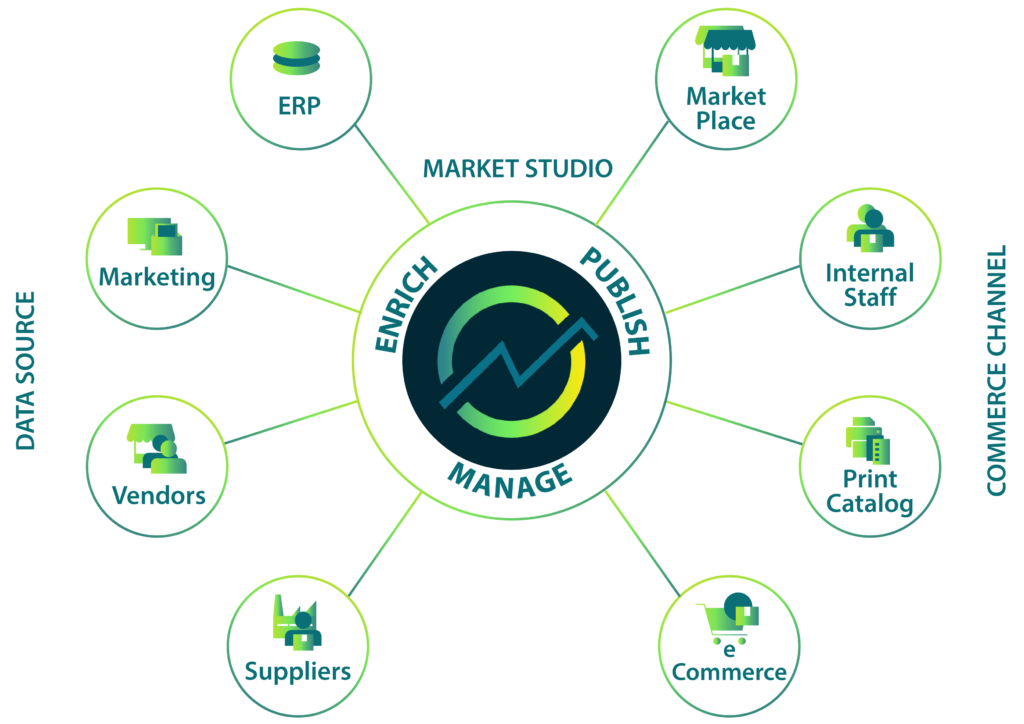 ERP
Market
Place
MARKET STUDIO
Marketing
Internal
Staff
ENRICH
PUBLISH
MANAGE
DATA SOURCE
COMMERCE CHANNEL
Vendors
Print
Catalog
Suppliers
e
Commerce